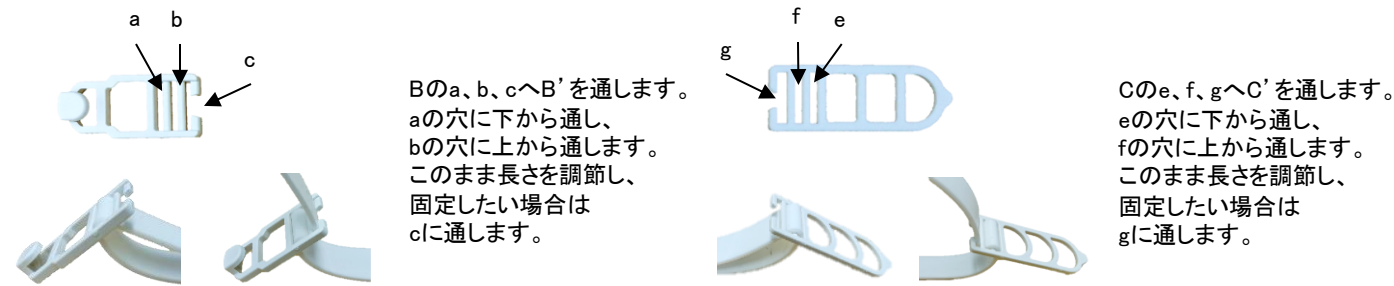 a
b
c
Bのa、b、cへB’を通します。
aの穴に下から通し、
bの穴に上から通します。
このまま長さを調節し、
固定したい場合は
cに通します。
f
e
g
Cのe、f、gへC’を通します。
eの穴に下から通し、
fの穴に上から通します。
このまま長さを調節し、
固定したい場合は
gに通します。